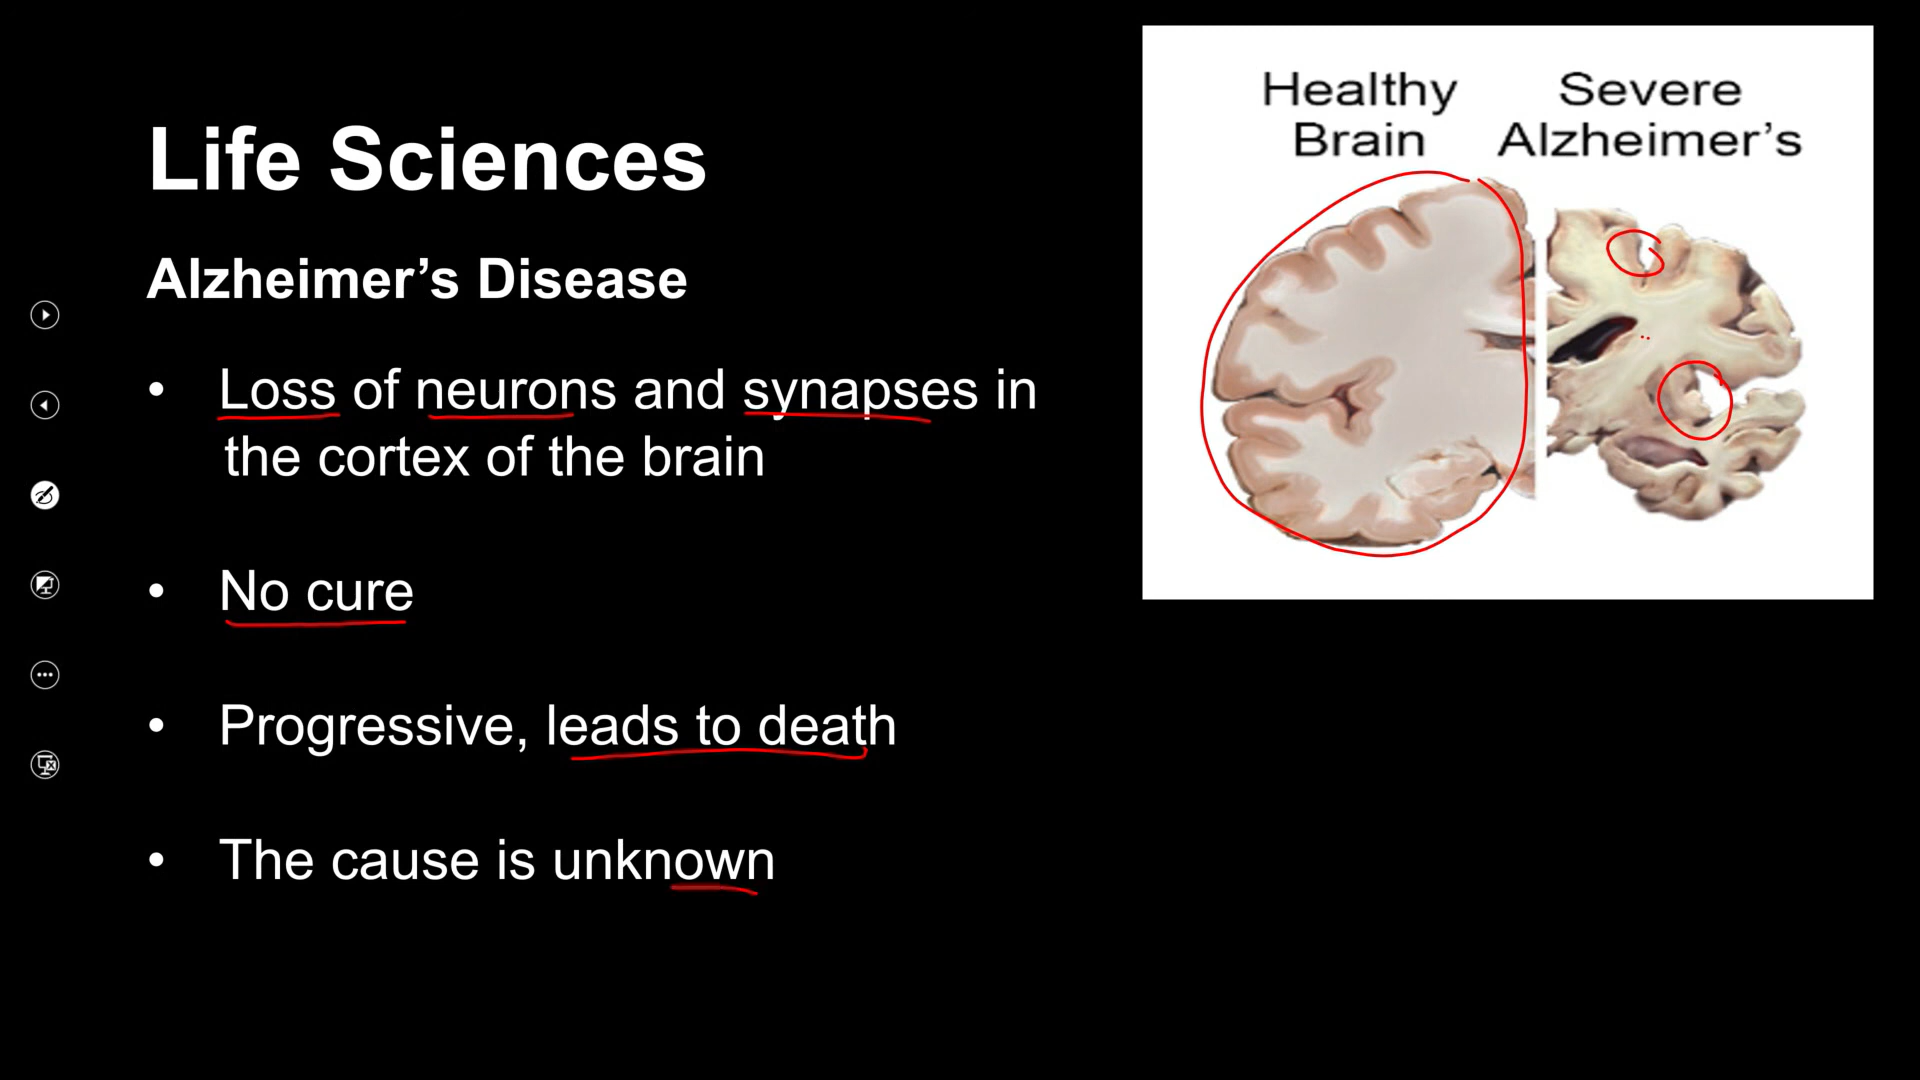 Life Sciences
Alzheimer’s Disease
• Loss of neurons and synapses in
the cortex of the brain
• No cure
• Progressive, leads to death
• The cause is unknown
Healthy
Brain
Severe
Alzheimer’s